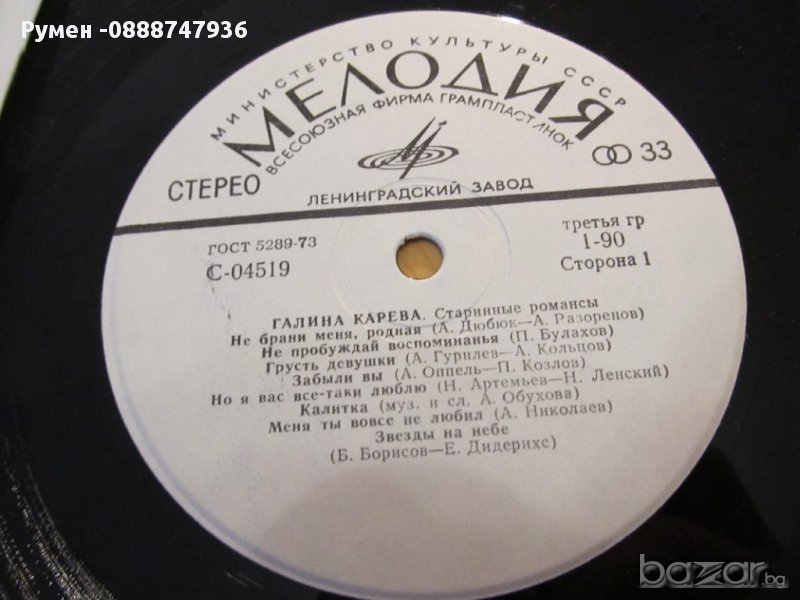 Румен -0888747936
МИНИСТЕРСТВО КУЛЬТУРЫ СССР
МЕЛОДИЯ
ВСЕСОЮЗНАЯ ФИРМА ГРАМПЛАСТИНОК
СТЕРЕО
33
ЛЕНИНГРАДСКИЙ ЗАВОД
ГОСТ 5289-73
С-04519
третья гр
1-90
Сторона 1
ГАЛИНА КАРЕВА. Старинные романсы
Не брани меня, родная (А. Дюбюк—А. Разоренов)
Не пробуждай воспоминанья (П. Булахов)
Грусть девушки (А. Гурилев—А. Кольцов)
Забыли вы (А. Оппель—П. Козлов)
Но я вас все-таки люблю (Н. Артемьев—Н. Ленский)
Калитка (муз. и сл. А. Обухова)
Меня ты вовсе не любил (А. Николаев)
Звезды на небе
(Б. Борисов—Е. Дидерихс)
bazar.bg